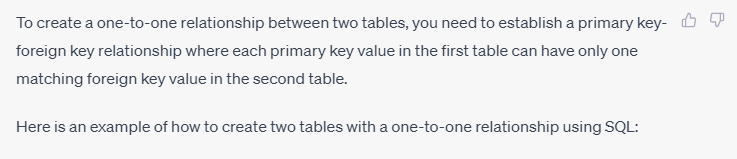 To create a one-to-one relationship between two tables, you need to establish a primary key-
foreign key relationship where each primary key value in the first table can have only one
matching foreign key value in the second table.
Here is an example of how to create two tables with a one-to-one relationship using SQL: